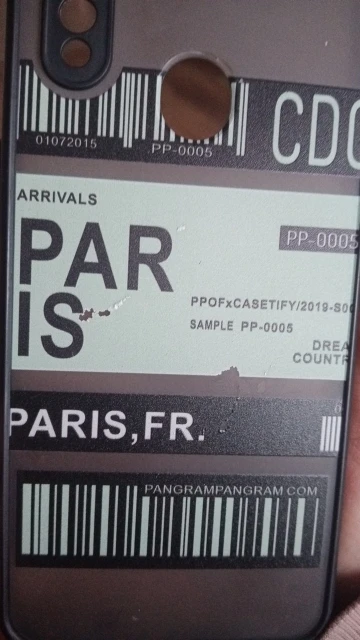 CDG
01072015
PP-0005
ARRIVALS
PAR
IS
PP-0005
PPOFxCASETIFY/2019-S00
SAMPLE PP-0005
DREA
COUNTR
PARIS,FR.
PANGRAMPANGRAM.COM